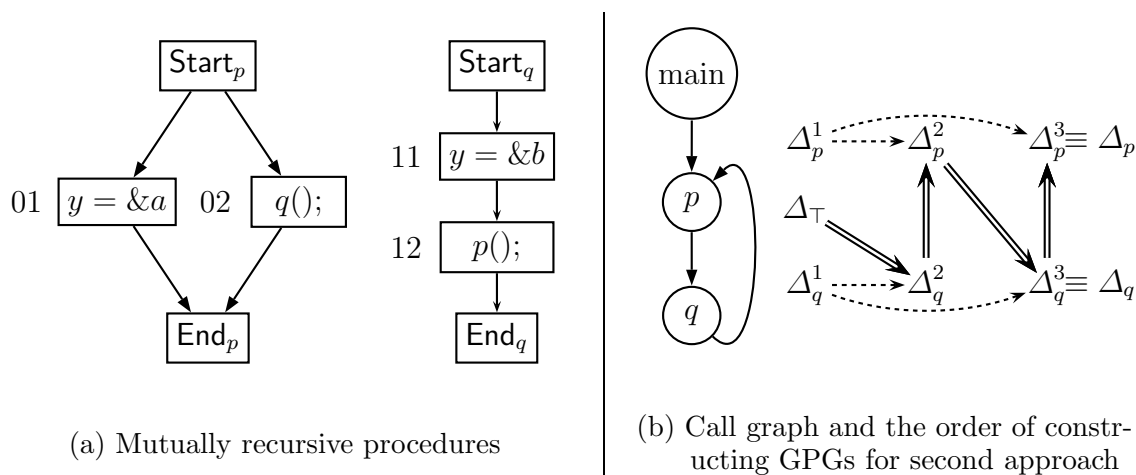 Start_p
01 y = &a
02 q();
End_p
Start_q
11 y = &b
12 p();
End_q
(a) Mutually recursive procedures
main
p
q
Δ_p^1 Δ_p^2 Δ_p^3 ≡ Δ_p
Δ_⊤
Δ_q^1 Δ_q^2 Δ_q^3 ≡ Δ_q
(b) Call graph and the order of constr-
ucting GPGs for second approach